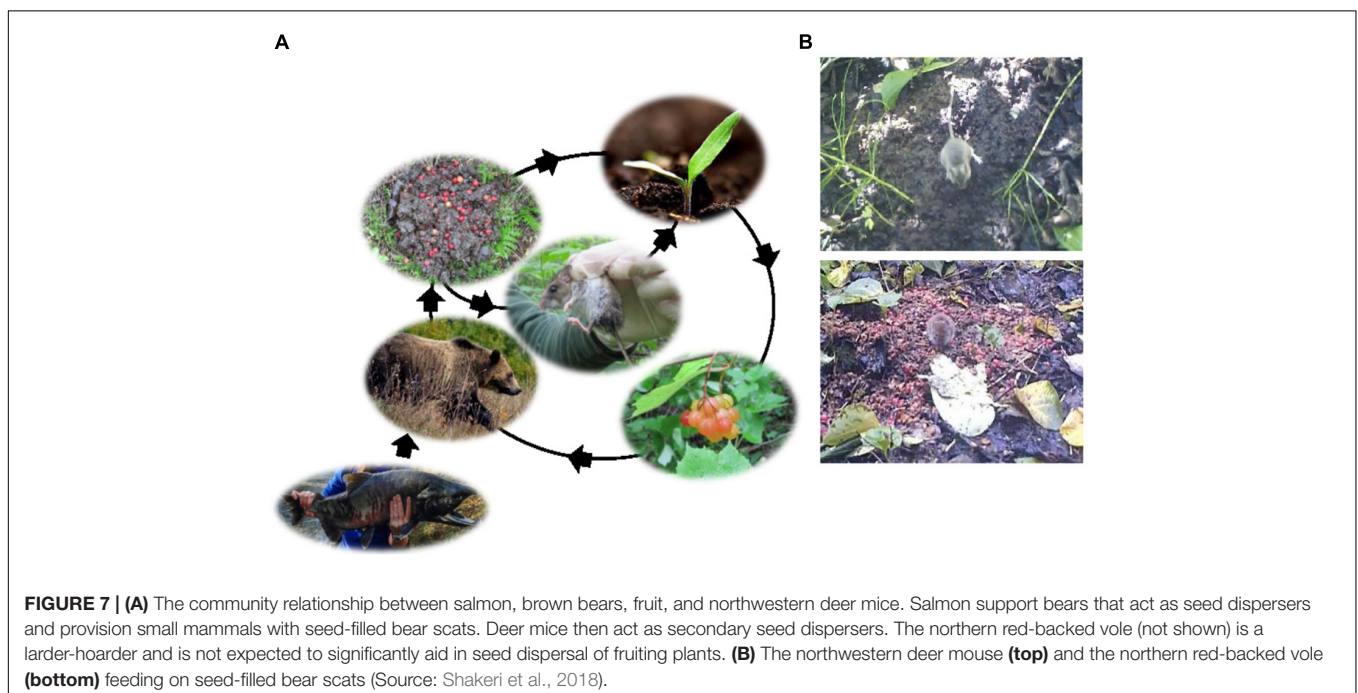 A
B
FIGURE 7 | (A) The community relationship between salmon, brown bears, fruit, and northwestern deer mice. Salmon support bears that act as seed dispersers
and provision small mammals with seed-filled bear scats. Deer mice then act as secondary seed dispersers. The northern red-backed vole (not shown) is a
larder-hoarder and is not expected to significantly aid in seed dispersal of fruiting plants. (B) The northwestern deer mouse (top) and the northern red-backed vole
(bottom) feeding on seed-filled bear scats (Source: Shakeri et al., 2018).